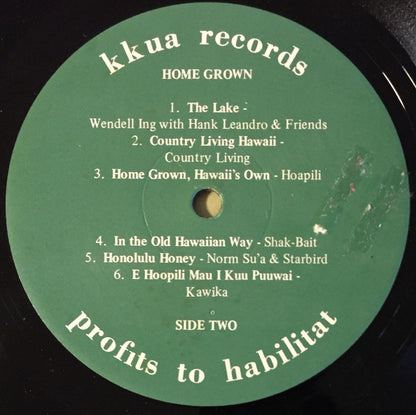 kkua records
HOME GROWN
1. The Lake -
Wendell Ing with Hank Leandro & Friends
2. Country Living Hawaii -
Country Living
3. Home Grown, Hawaii's Own - Hoapili
4. In the Old Hawaiian Way - Shak-Bait
5. Honolulu Honey - Norm Su'a & Starbird
6. E Hoopili Mau I Kuu Puuwai -
Kawika
SIDE TWO
profits to habilitat